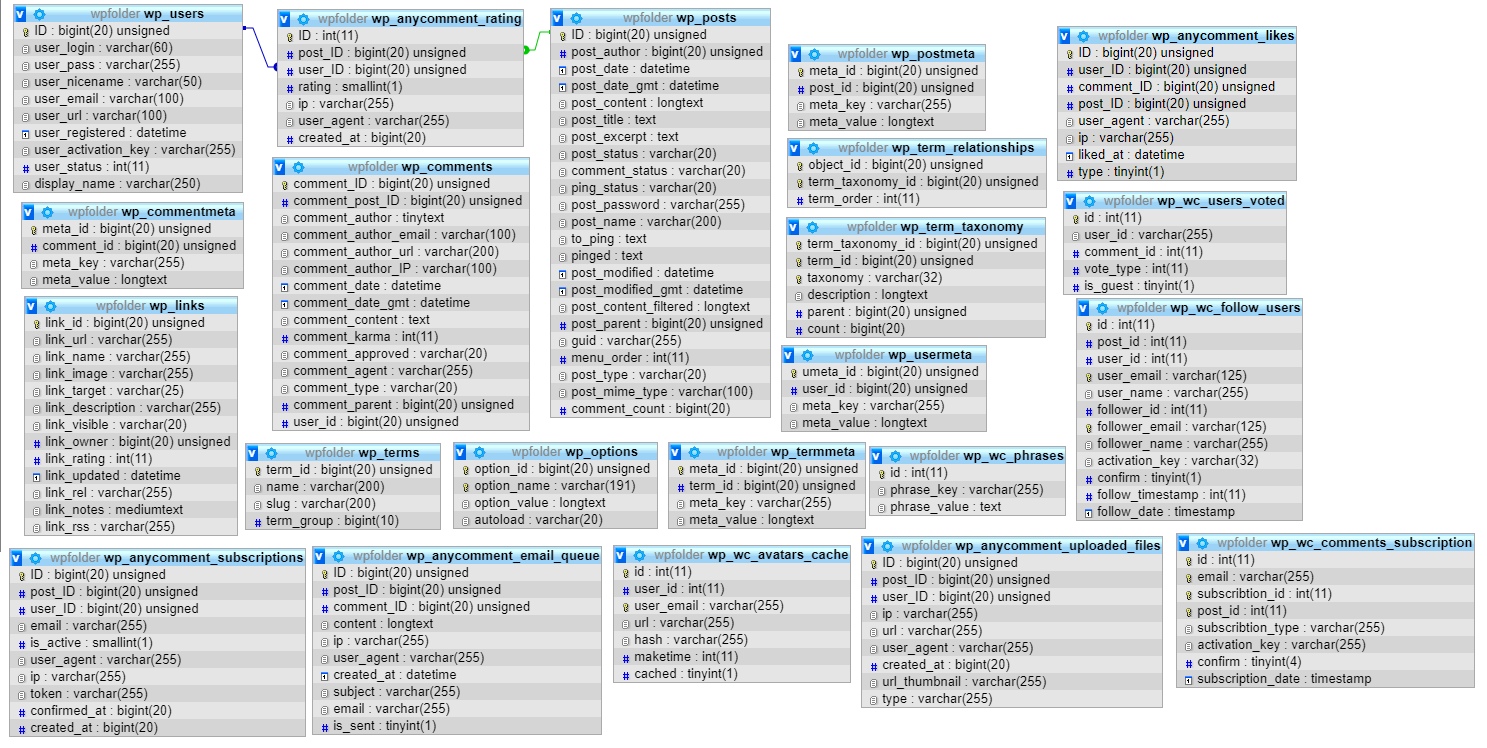 wpfolder wp_users
ID : bigint(20) unsigned
user_login : varchar(60)
user_pass : varchar(255)
user_nicename : varchar(50)
user_email : varchar(100)
user_url : varchar(100)
user_registered : datetime
user_activation_key : varchar(255)
user_status : int(11)
display_name : varchar(250)
wpfolder wp_commentmeta
meta_id : bigint(20) unsigned
comment_id : bigint(20) unsigned
meta_key : varchar(255)
meta_value : longtext
wpfolder wp_links
link_id : bigint(20) unsigned
link_url : varchar(255)
link_name : varchar(255)
link_image : varchar(255)
link_target : varchar(25)
link_description : varchar(255)
link_visible : varchar(20)
link_owner : bigint(20) unsigned
link_rating : int(11)
link_updated : datetime
link_rel : varchar(255)
link_notes : mediumtext
link_rss : varchar(255)
wpfolder wp_anycomment_rating
ID : int(11)
post_ID : bigint(20) unsigned
user_ID : bigint(20) unsigned
rating : smallint(1)
ip : varchar(255)
user_agent : varchar(255)
created_at : bigint(20)
wpfolder wp_comments
comment_ID : bigint(20) unsigned
comment_post_ID : bigint(20) unsigned
comment_author : tinytext
comment_author_email : varchar(100)
comment_author_url : varchar(200)
comment_author_IP : varchar(100)
comment_date : datetime
comment_date_gmt : datetime
comment_content : text
comment_karma : int(11)
comment_approved : varchar(20)
comment_agent : varchar(255)
comment_type : varchar(20)
comment_parent : bigint(20) unsigned
user_id : bigint(20) unsigned
wpfolder wp_posts
ID : bigint(20) unsigned
post_author : bigint(20) unsigned
post_date : datetime
post_date_gmt : datetime
post_content : longtext
post_title : text
post_excerpt : text
post_status : varchar(20)
comment_status : varchar(20)
ping_status : varchar(20)
post_password : varchar(255)
post_name : varchar(200)
to_ping : text
pinged : text
post_modified : datetime
post_modified_gmt : datetime
post_content_filtered : longtext
post_parent : bigint(20) unsigned
guid : varchar(255)
menu_order : int(11)
post_type : varchar(20)
post_mime_type : varchar(100)
comment_count : bigint(20)
wpfolder wp_postmeta
meta_id : bigint(20) unsigned
post_id : bigint(20) unsigned
meta_key : varchar(255)
meta_value : longtext
wpfolder wp_term_relationships
object_id : bigint(20) unsigned
term_taxonomy_id : bigint(20) unsigned
term_order : int(11)
wpfolder wp_term_taxonomy
term_taxonomy_id : bigint(20) unsigned
term_id : bigint(20) unsigned
taxonomy : varchar(32)
description : longtext
parent : bigint(20) unsigned
count : bigint(20)
wpfolder wp_usermeta
umeta_id : bigint(20) unsigned
user_id : bigint(20) unsigned
meta_key : varchar(255)
meta_value : longtext
wpfolder wp_anycomment_likes
ID : bigint(20) unsigned
user_ID : bigint(20) unsigned
comment_ID : bigint(20) unsigned
post_ID : bigint(20) unsigned
user_agent : varchar(255)
ip : varchar(255)
liked_at : datetime
type : tinyint(1)
wpfolder wp_wc_users_voted
id : int(11)
user_id : varchar(255)
comment_id : int(11)
vote_type : int(11)
is_guest : tinyint(1)
wpfolder wp_wc_follow_users
id : int(11)
post_id : int(11)
user_id : int(11)
user_email : varchar(125)
user_name : varchar(255)
follower_id : int(11)
follower_email : varchar(125)
follower_name : varchar(255)
activation_key : varchar(32)
confirm : tinyint(1)
follow_timestamp : int(11)
follow_date : timestamp
wpfolder wp_terms
term_id : bigint(20) unsigned
name : varchar(200)
slug : varchar(200)
term_group : bigint(10)
wpfolder wp_options
option_id : bigint(20) unsigned
option_name : varchar(191)
option_value : longtext
autoload : varchar(20)
wpfolder wp_termmeta
meta_id : bigint(20) unsigned
term_id : bigint(20) unsigned
meta_key : varchar(255)
meta_value : longtext
wpfolder wp_wc_phrases
id : int(11)
phrase_key : varchar(255)
phrase_value : text
wpfolder wp_anycomment_subscriptions
ID : bigint(20) unsigned
post_ID : bigint(20) unsigned
user_ID : bigint(20) unsigned
email : varchar(255)
is_active : smallint(1)
user_agent : varchar(255)
ip : varchar(255)
token : varchar(255)
confirmed_at : bigint(20)
created_at : bigint(20)
wpfolder wp_anycomment_email_queue
ID : bigint(20) unsigned
post_ID : bigint(20) unsigned
comment_ID : bigint(20) unsigned
content : longtext
ip : varchar(255)
user_agent : varchar(255)
created_at : datetime
subject : varchar(255)
email : varchar(255)
is_sent : tinyint(1)
wpfolder wp_wc_avatars_cache
id : int(11)
user_id : int(11)
user_email : varchar(255)
url : varchar(255)
hash : varchar(255)
maketime : int(11)
cached : tinyint(1)
wpfolder wp_anycomment_uploaded_files
ID : bigint(20) unsigned
post_ID : bigint(20) unsigned
user_ID : bigint(20) unsigned
ip : varchar(255)
url : varchar(255)
user_agent : varchar(255)
created_at : bigint(20)
url_thumbnail : varchar(255)
type : varchar(255)
wpfolder wp_wc_comments_subscription
id : int(11)
email : varchar(255)
subscribtion_id : int(11)
post_id : int(11)
subscribtion_type : varchar(255)
activation_key : varchar(255)
confirm : tinyint(4)
subscription_date : timestamp